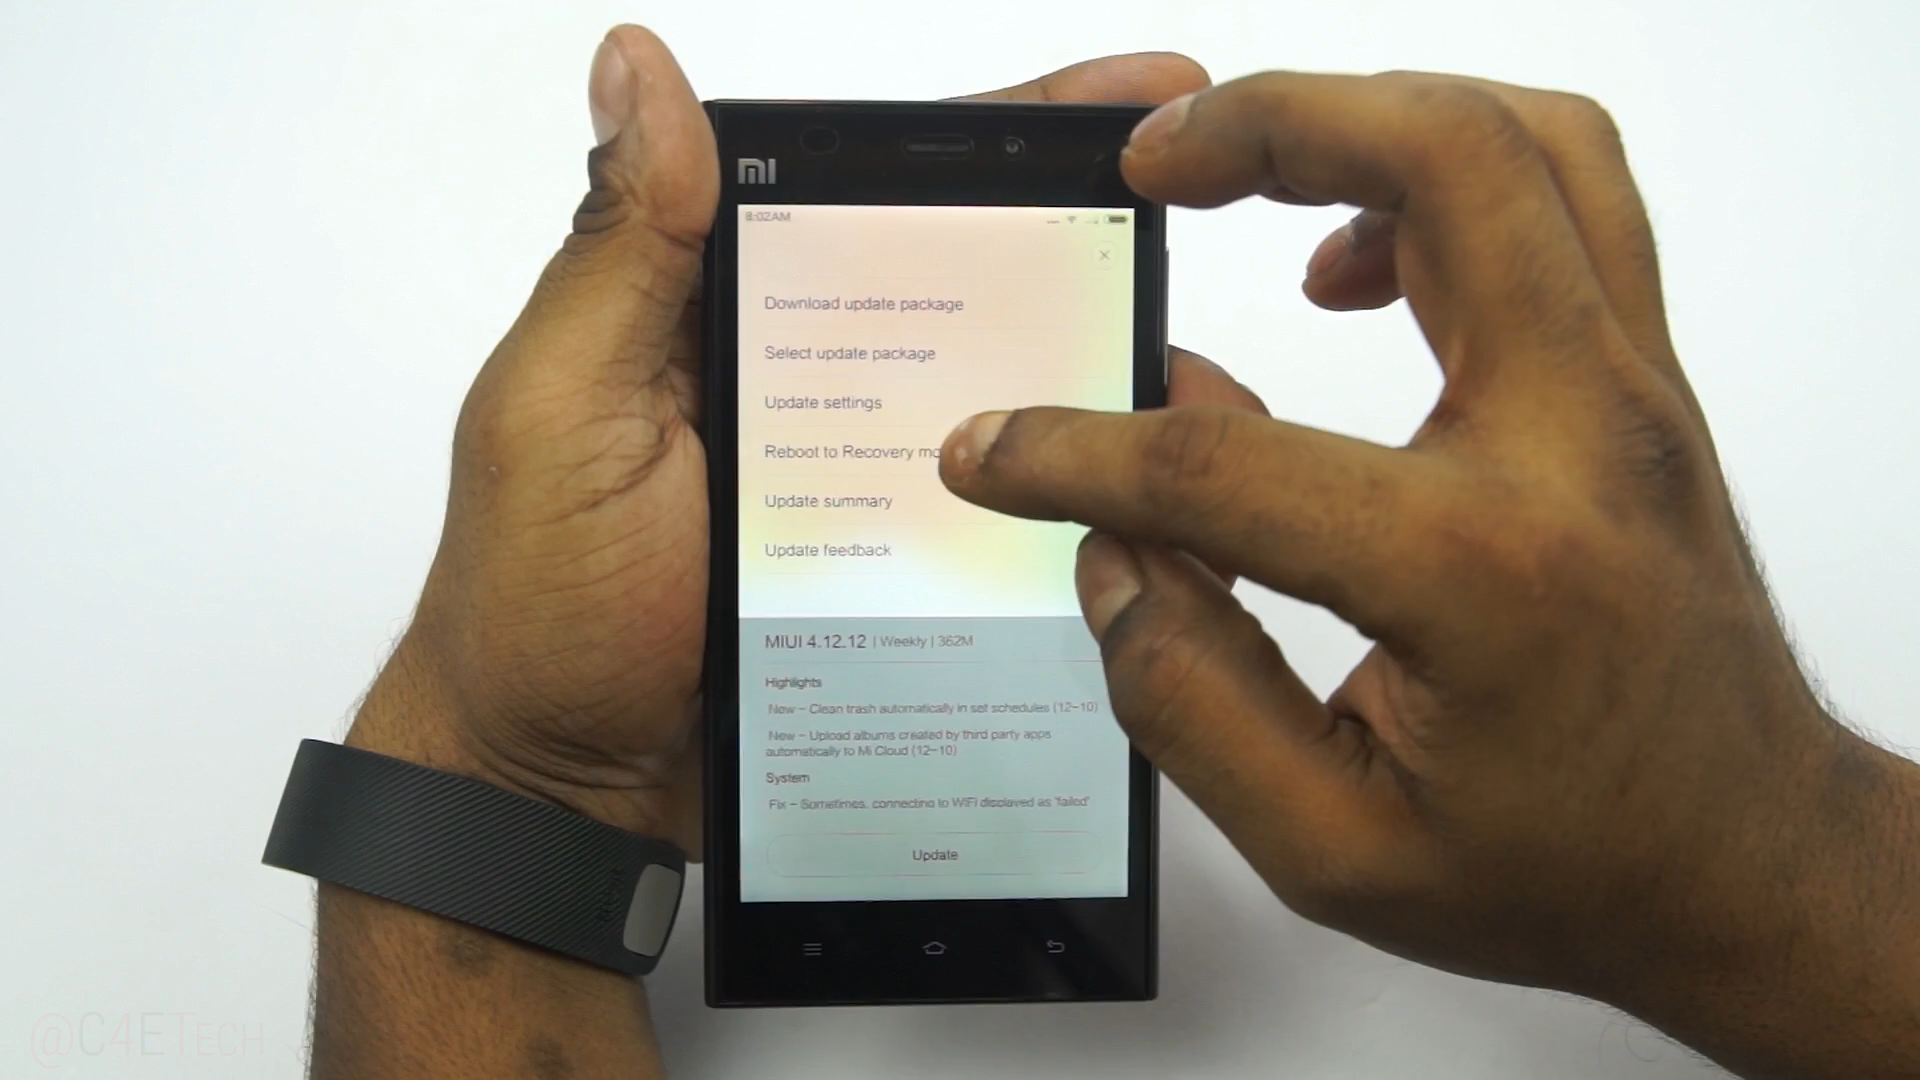 MI
8:02AM
Download update package
Select update package
Update settings
Reboot to Recovery mo
Update summary
Update feedback
MIUI 4.12.12 | Weekly | 362M
Highlights
New - Clean trash automatically in set schedules (12-10)
New - Upload albums created by third party apps
automatically to Mi Cloud (12-10)
System
Fix - Sometimes, connecting to WiFi displayed as 'failed'
Update
@C4ETech